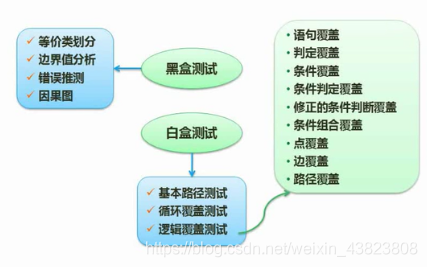 等价类划分
边界值分析
错误推测
因果图
黑盒测试
白盒测试
基本路径测试
循环覆盖测试
逻辑覆盖测试
语句覆盖
判定覆盖
条件覆盖
条件判定覆盖
修正的条件判断覆盖
条件组合覆盖
点覆盖
边覆盖
路径覆盖
https://blog.csdn.net/weixin_43823808